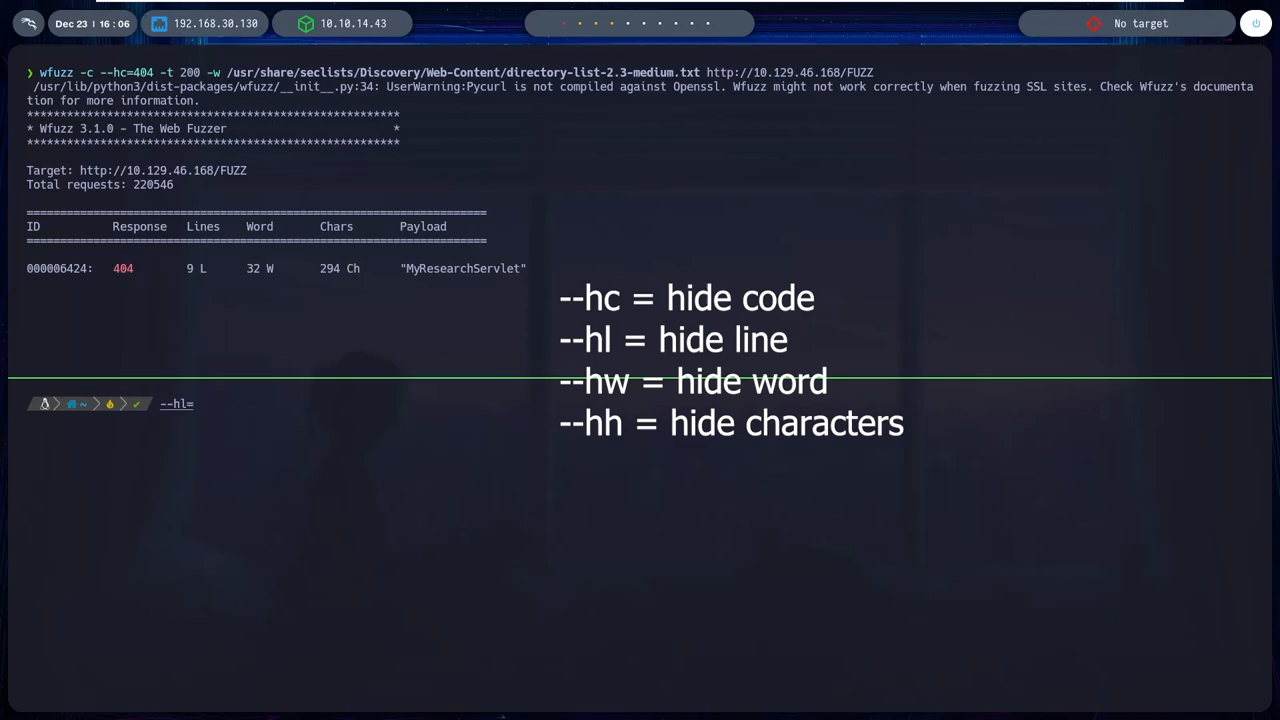 Dec 23 | 16:06
192.168.30.130
10.10.14.43
No target
❯ wfuzz -c --hc=404 -t 200 -w /usr/share/seclists/Discovery/Web-Content/directory-list-2.3-medium.txt http://10.129.46.168/FUZZ
/usr/lib/python3/dist-packages/wfuzz/__init__.py:34: UserWarning:Pycurl is not compiled against Openssl. Wfuzz might not work correctly when fuzzing SSL sites. Check Wfuzz's documenta
tion for more information.
********************************************************
* Wfuzz 3.1.0 - The Web Fuzzer                         *
********************************************************
Target: http://10.129.46.168/FUZZ
Total requests: 220546
=====================================================================
ID           Response   Lines    Word       Chars       Payload
=====================================================================
000006424:   404        9 L      32 W       294 Ch      "MyResearchServlet"
--hc = hide code
--hl = hide line
--hw = hide word
--hh = hide characters
~ --hl=